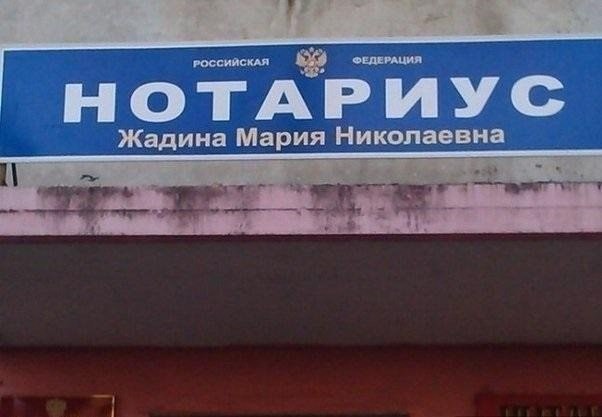 РОССИЙСКАЯ ФЕДЕРАЦИЯ
НОТАРИУС
Жадина Мария Николаевна